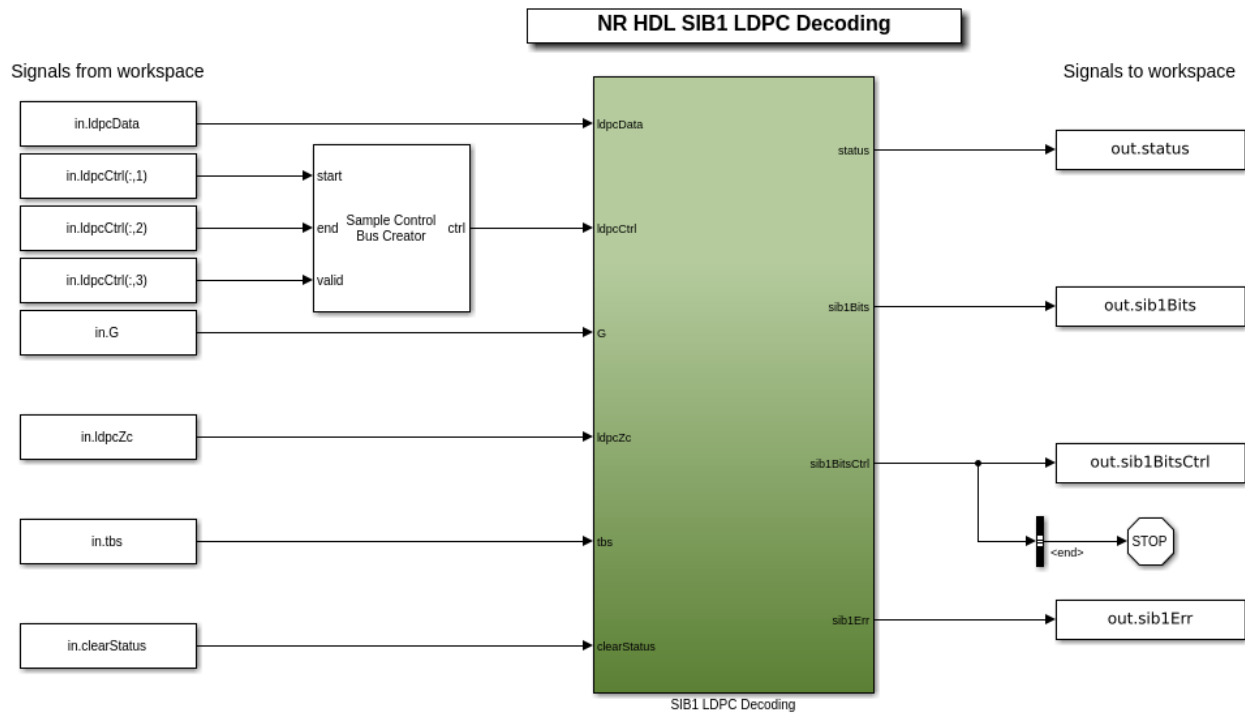 NR HDL SIB1 LDPC Decoding
Signals from workspace
Signals to workspace
in.ldpcData
in.ldpcCtrl(:,1)
in.ldpcCtrl(:,2)
in.ldpcCtrl(:,3)
in.G
in.ldpcZc
in.tbs
in.clearStatus
start
end
valid
Sample Control
Bus Creator
ctrl
ldpcData
ldpcCtrl
G
ldpcZc
tbs
clearStatus
status
sib1Bits
sib1BitsCtrl
sib1Err
SIB1 LDPC Decoding
out.status
out.sib1Bits
out.sib1BitsCtrl
<end>
STOP
out.sib1Err